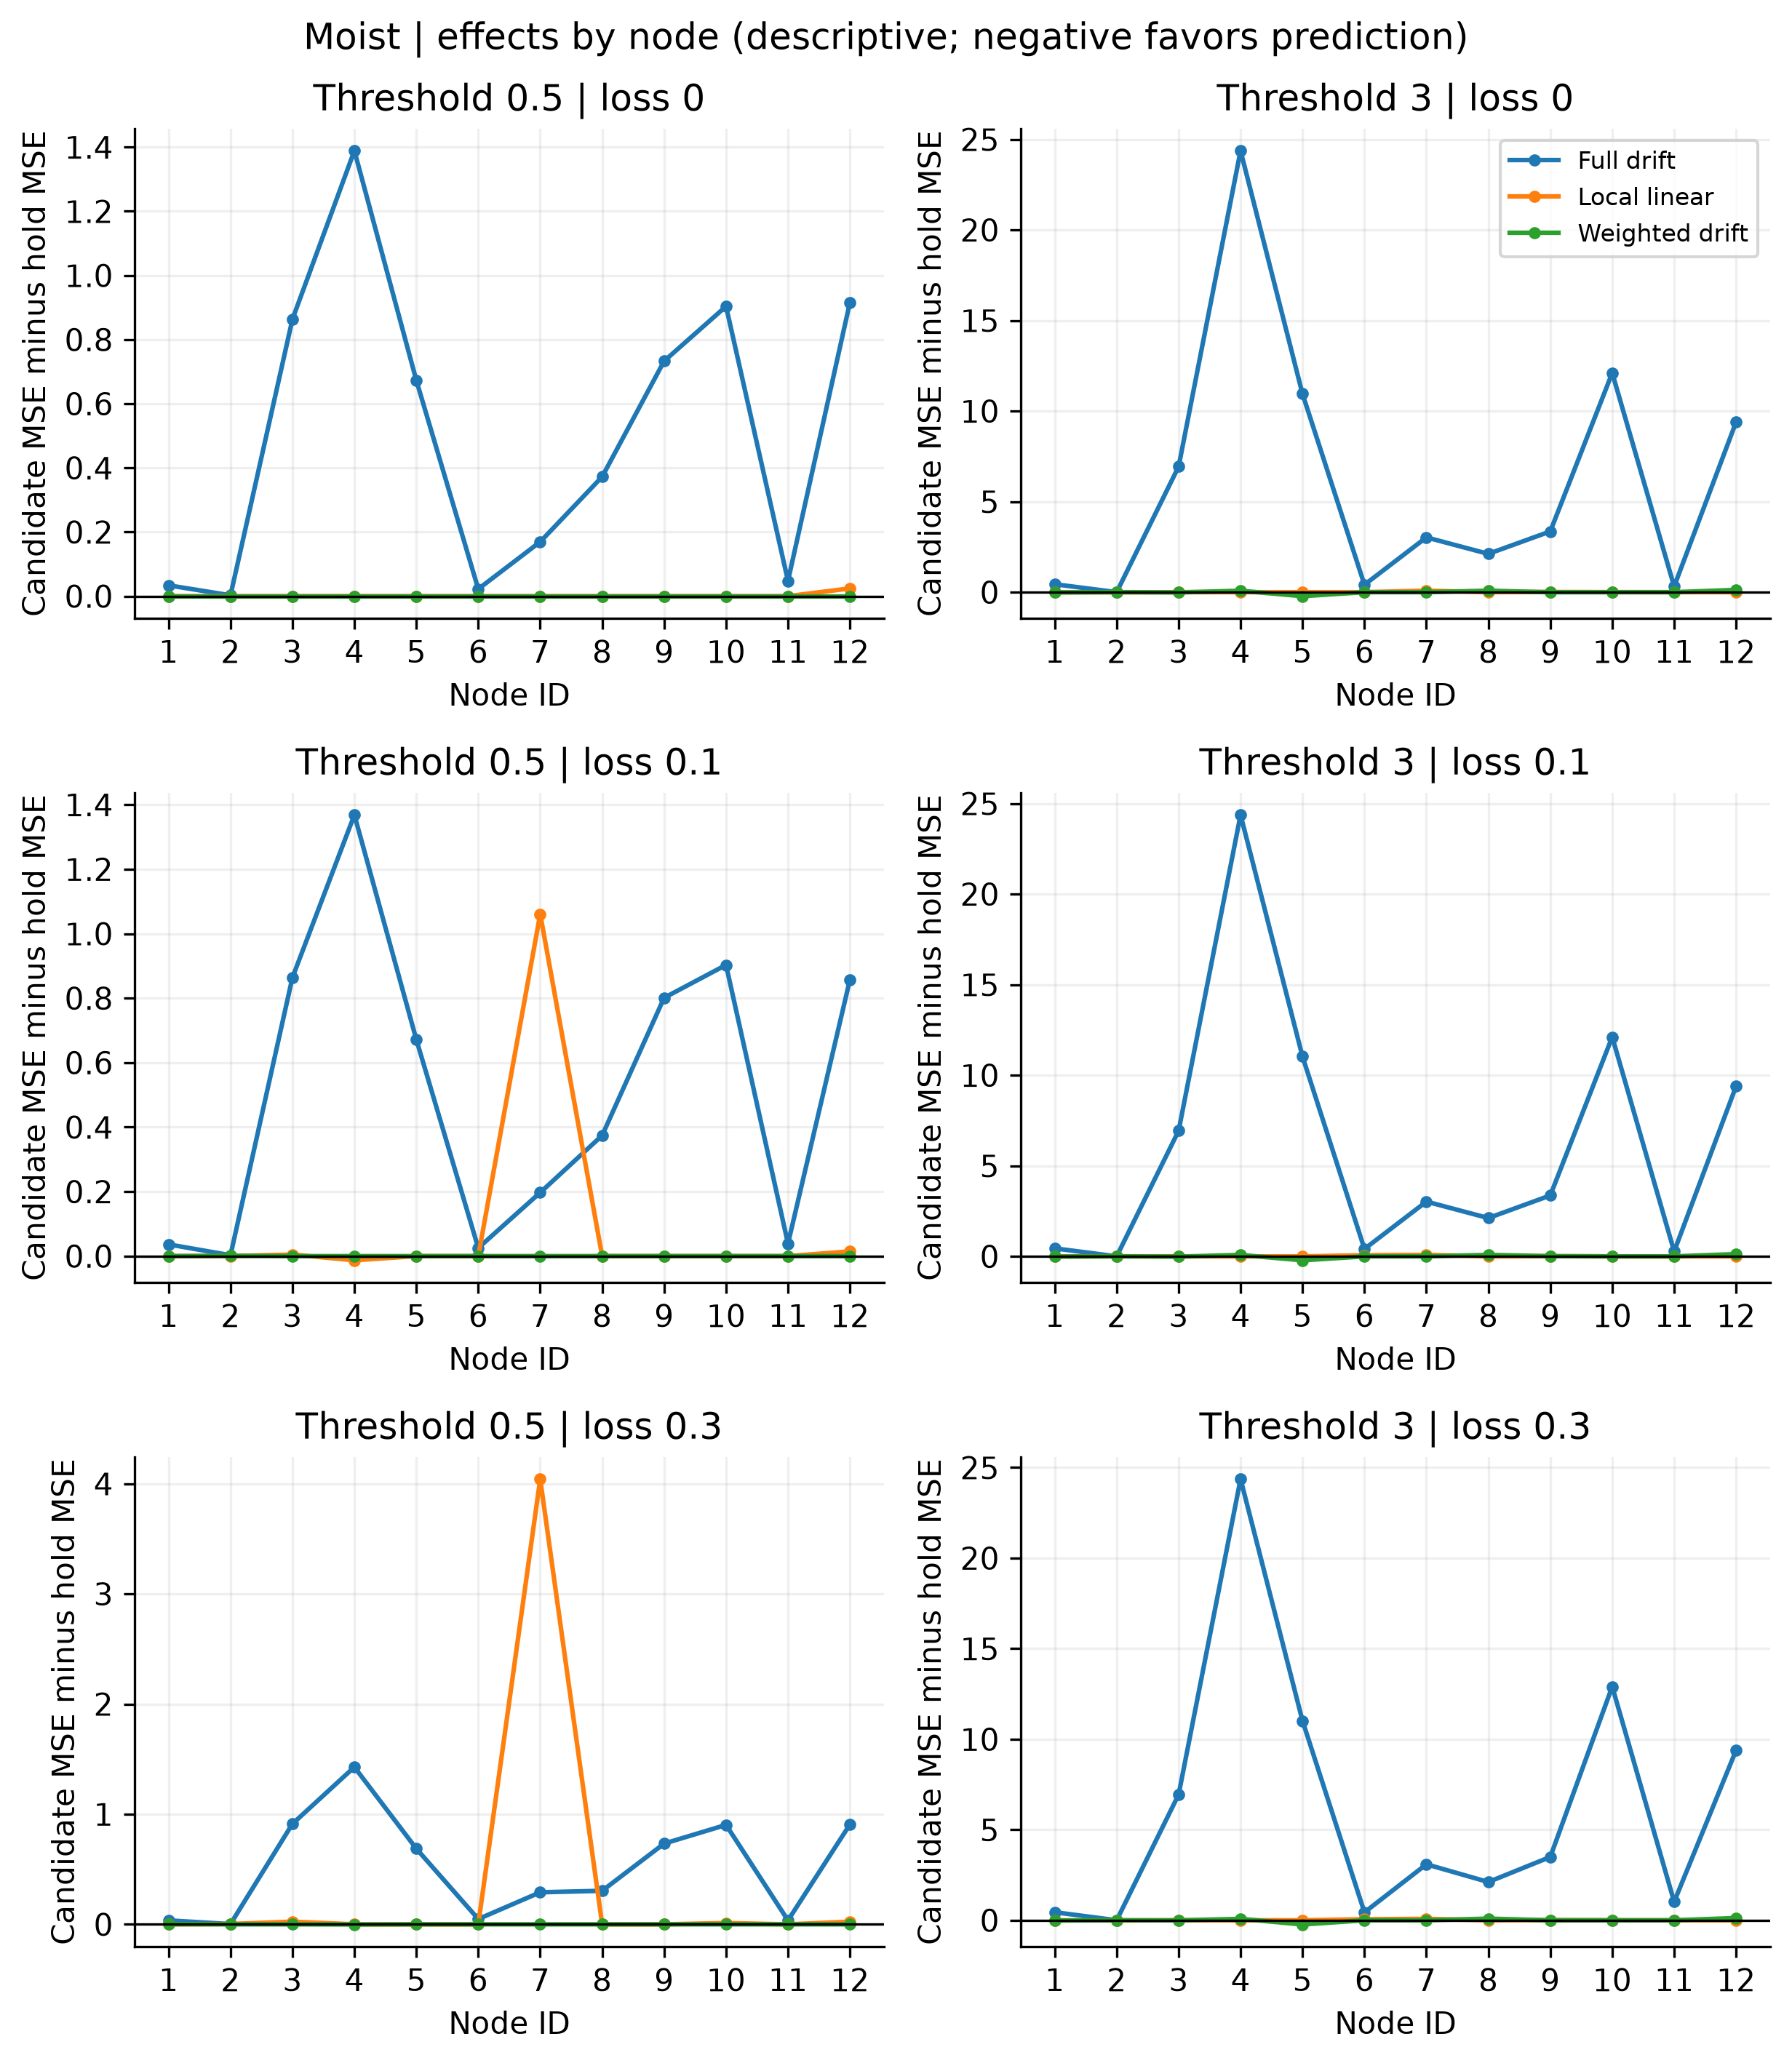 Moist | effects by node (descriptive; negative favors prediction)
Threshold 0.5 | loss 0
Candidate MSE minus hold MSE
1.4
1.2
1.0
0.8
0.6
0.4
0.2
0.0
1 2 3 4 5 6 7 8 9 10 11 12
Node ID
Threshold 3 | loss 0
Candidate MSE minus hold MSE
25
20
15
10
5
0
Full drift
Local linear
Weighted drift
1 2 3 4 5 6 7 8 9 10 11 12
Node ID
Threshold 0.5 | loss 0.1
Candidate MSE minus hold MSE
1.4
1.2
1.0
0.8
0.6
0.4
0.2
0.0
1 2 3 4 5 6 7 8 9 10 11 12
Node ID
Threshold 3 | loss 0.1
Candidate MSE minus hold MSE
25
20
15
10
5
0
1 2 3 4 5 6 7 8 9 10 11 12
Node ID
Threshold 0.5 | loss 0.3
Candidate MSE minus hold MSE
4
3
2
1
0
1 2 3 4 5 6 7 8 9 10 11 12
Node ID
Threshold 3 | loss 0.3
Candidate MSE minus hold MSE
25
20
15
10
5
0
1 2 3 4 5 6 7 8 9 10 11 12
Node ID